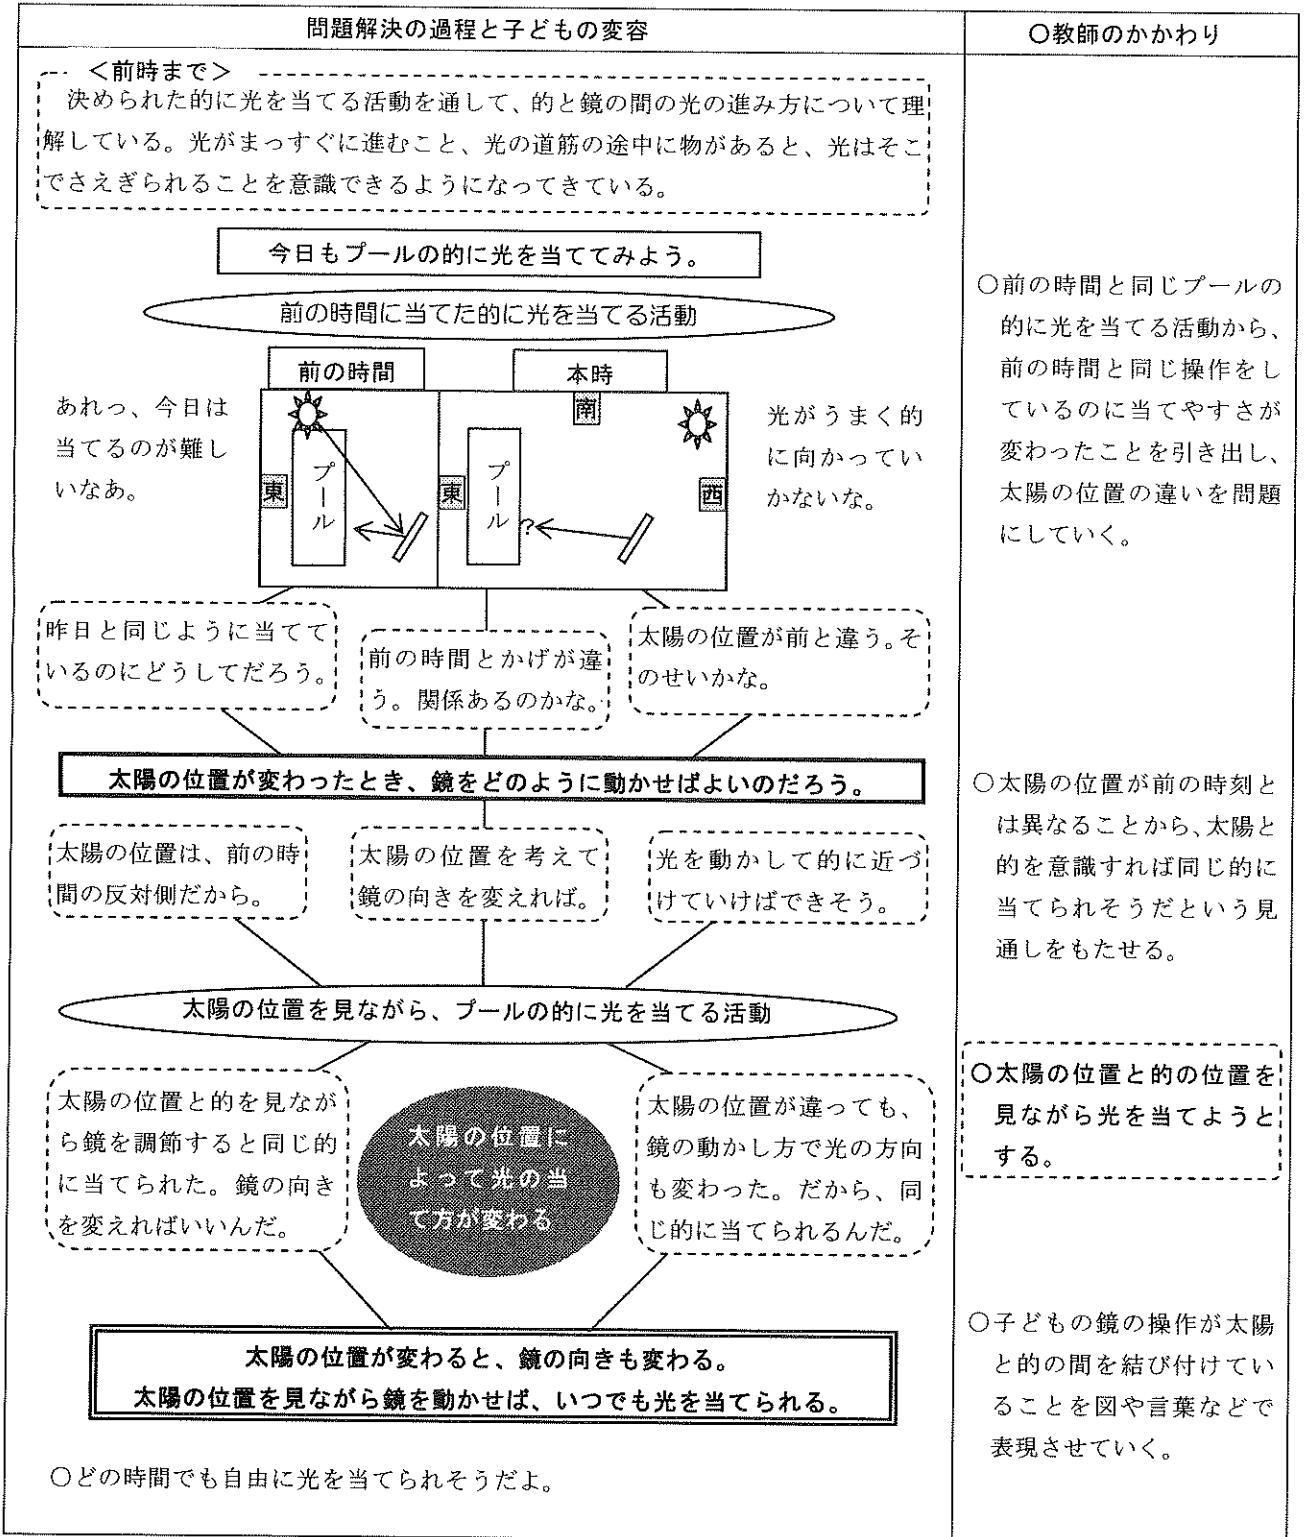 問題解決の過程と子どもの変容
○教師のかかわり
＜前時まで＞
決められた的に光を当てる活動を通して、的と鏡の間の光の進み方について理
解している。光がまっすぐに進むこと、光の道筋の途中に物があると、光はそこ
でさえぎられることを意識できるようになってきている。
今日もプールの的に光を当ててみよう。
前の時間に当てた的に光を当てる活動
前の時間
本時
あれっ、今日は
当てるのが難し
いなあ。
東
プール
南
東
プール
?
西
光がうまく的
に向かってい
かないな。
○前の時間と同じプールの
的に光を当てる活動から、
前の時間と同じ操作をし
ているのに当てやすさが
変わったことを引き出し、
太陽の位置の違いを問題
にしていく。
昨日と同じように当てて
いるのにどうしてだろう。
前の時間とかげが違
う。関係あるのかな。
太陽の位置が前と違う。そ
のせいかな。
太陽の位置が変わったとき、鏡をどのように動かせばよいのだろう。
太陽の位置は、前の時
間の反対側だから。
太陽の位置を考えて
鏡の向きを変えれば。
光を動かして的に近づ
けていけばできそう。
○太陽の位置が前の時刻と
は異なることから、太陽と
的を意識すれば同じ的に
当てられそうだという見
通しをもたせる。
太陽の位置を見ながら、プールの的に光を当てる活動
太陽の位置と的を見なが
ら鏡を調節すると同じ的
に当てられた。鏡の向き
を変えればいいんだ。
太陽の位置に
よって光の当
て方が変わる
太陽の位置が違っても、
鏡の動かし方で光の方向
も変わった。だから、同
じ的に当てられるんだ。
○太陽の位置と的の位置を
見ながら光を当てようと
する。
太陽の位置が変わると、鏡の向きも変わる。
太陽の位置を見ながら鏡を動かせば、いつでも光を当てられる。
○子どもの鏡の操作が太陽
と的の間を結び付けてい
ることを図や言葉などで
表現させていく。
○どの時間でも自由に光を当てられそうだよ。